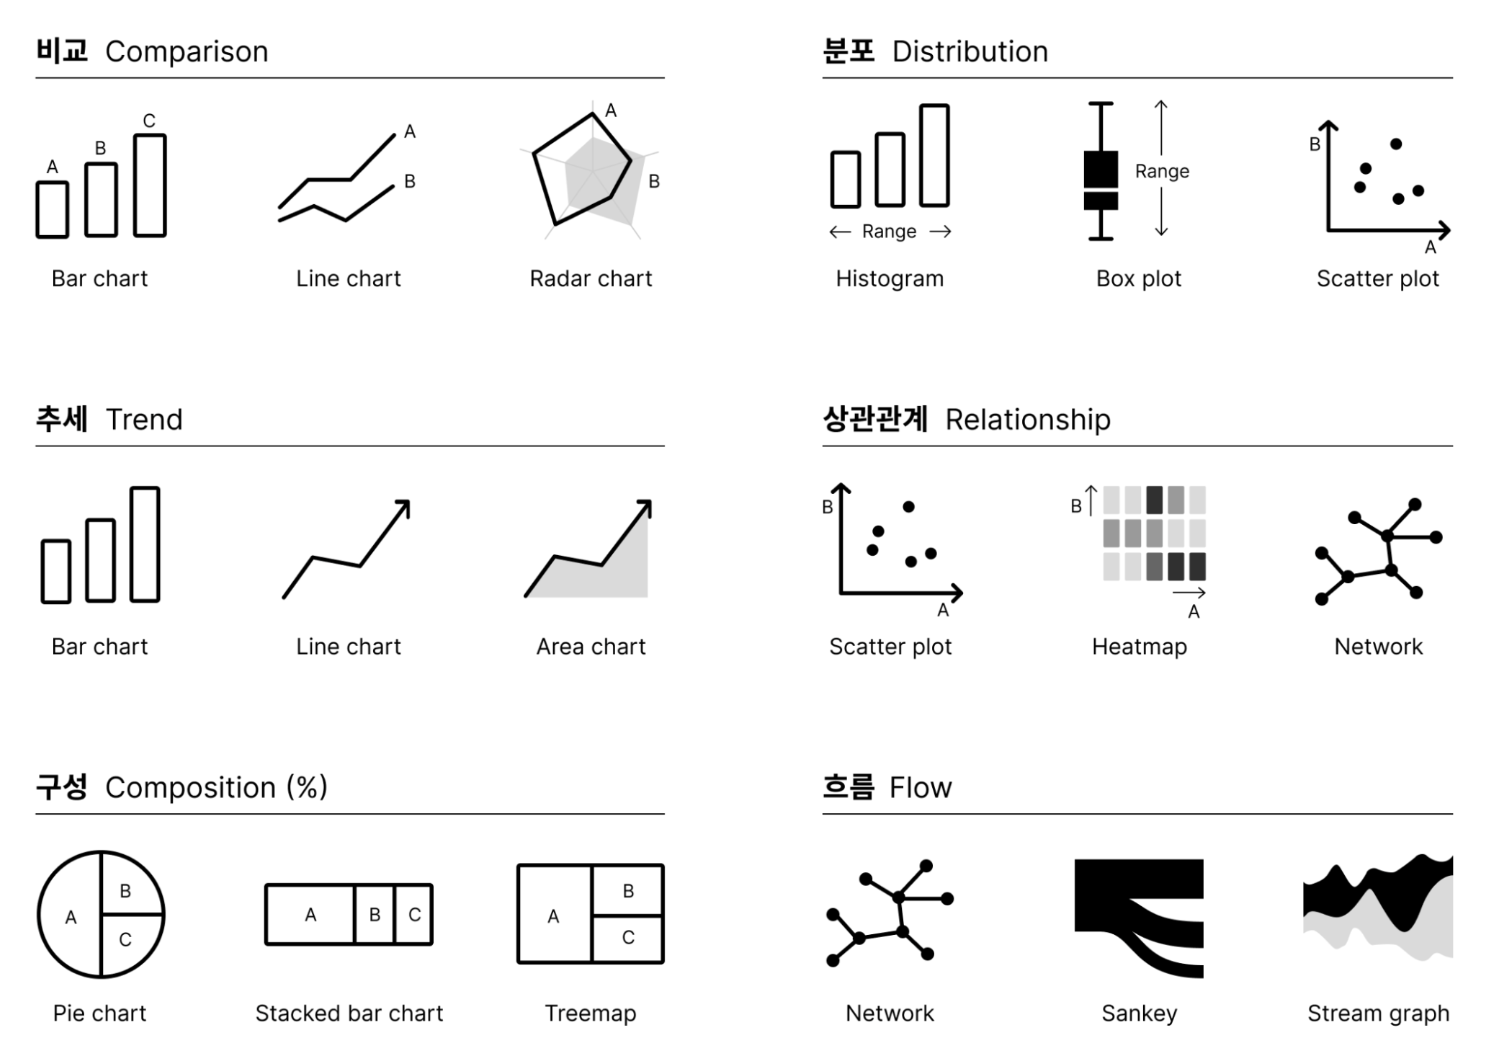 비교 Comparison
A
B
C
Bar chart
A
B
Line chart
A
B
Radar chart
분포 Distribution
← Range →
Histogram
Range
Box plot
B
A
Scatter plot
추세 Trend
Bar chart
Line chart
Area chart
상관관계 Relationship
B
A
Scatter plot
B
A
Heatmap
Network
구성 Composition (%)
A
B
C
Pie chart
A B C
Stacked bar chart
A
B
C
Treemap
흐름 Flow
Network
Sankey
Stream graph